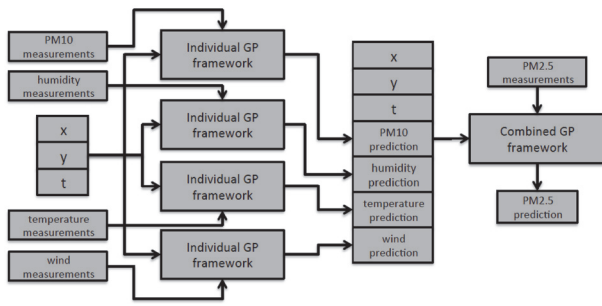 PM10
measurements
humidity
measurements
x
y
t
temperature
measurements
wind
measurements
Individual GP
framework
Individual GP
framework
Individual GP
framework
Individual GP
framework
x
y
t
PM10
prediction
humidity
prediction
temperature
prediction
wind
prediction
PM2.5
measurements
Combined GP
framework
PM2.5
prediction